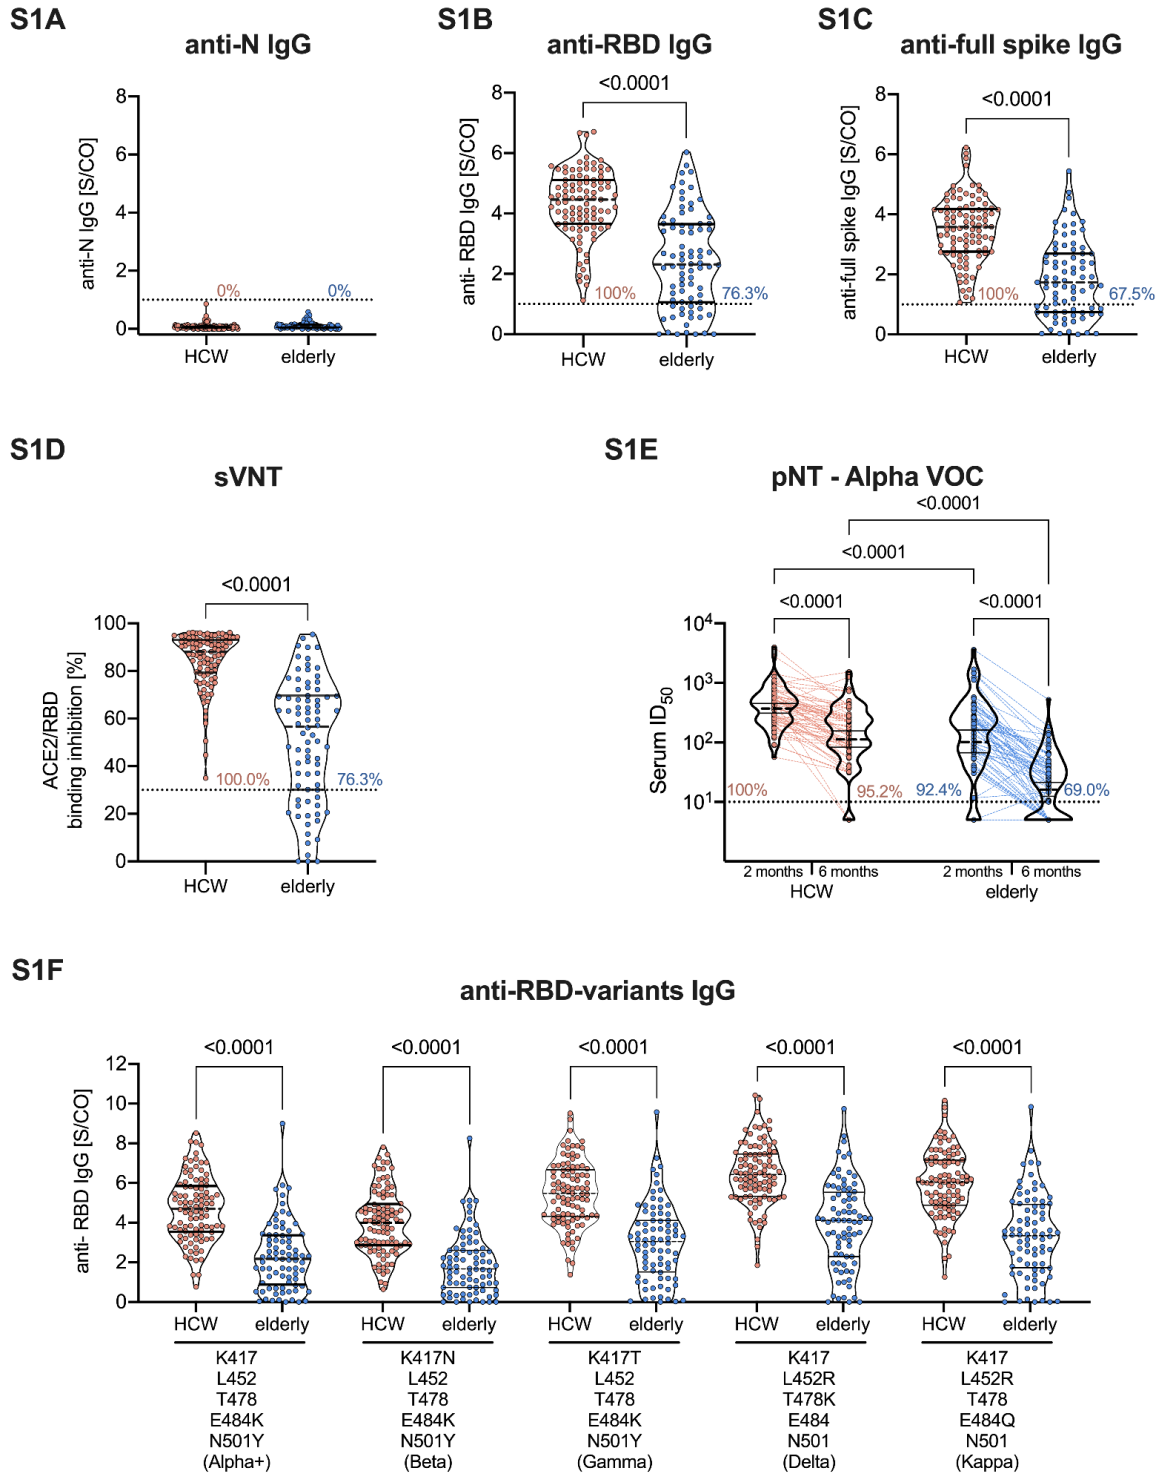 S1A
S1B
S1C
anti-N IgG
anti-RBD IgG
anti-full spike IgG
anti-N IgG [S/CO]
8
6
4
2
0
0%
0%
HCW
elderly
anti- RBD IgG [S/CO]
8
6
4
2
0
<0.0001
100%
76.3%
HCW
elderly
anti-full spike IgG [S/CO]
8
6
4
2
0
<0.0001
100%
67.5%
HCW
elderly
S1D
sVNT
ACE2/RBD
binding inhibition [%]
100
80
60
40
20
0
<0.0001
100.0%
76.3%
HCW
elderly
S1E
pNT - Alpha VOC
<0.0001
<0.0001
<0.0001
<0.0001
Serum ID50
10⁴
10³
10²
10¹
100%
95.2%
92.4%
69.0%
2 months
6 months
2 months
6 months
HCW
elderly
S1F
anti-RBD-variants IgG
anti- RBD IgG [S/CO]
12
10
8
6
4
2
0
<0.0001
<0.0001
<0.0001
<0.0001
<0.0001
HCW
elderly
HCW
elderly
HCW
elderly
HCW
elderly
HCW
elderly
K417
L452
T478
E484K
N501Y
(Alpha+)
K417N
L452
T478
E484K
N501Y
(Beta)
K417T
L452
T478
E484K
N501Y
(Gamma)
K417
L452R
T478K
E484
N501
(Delta)
K417
L452R
T478
E484Q
N501
(Kappa)